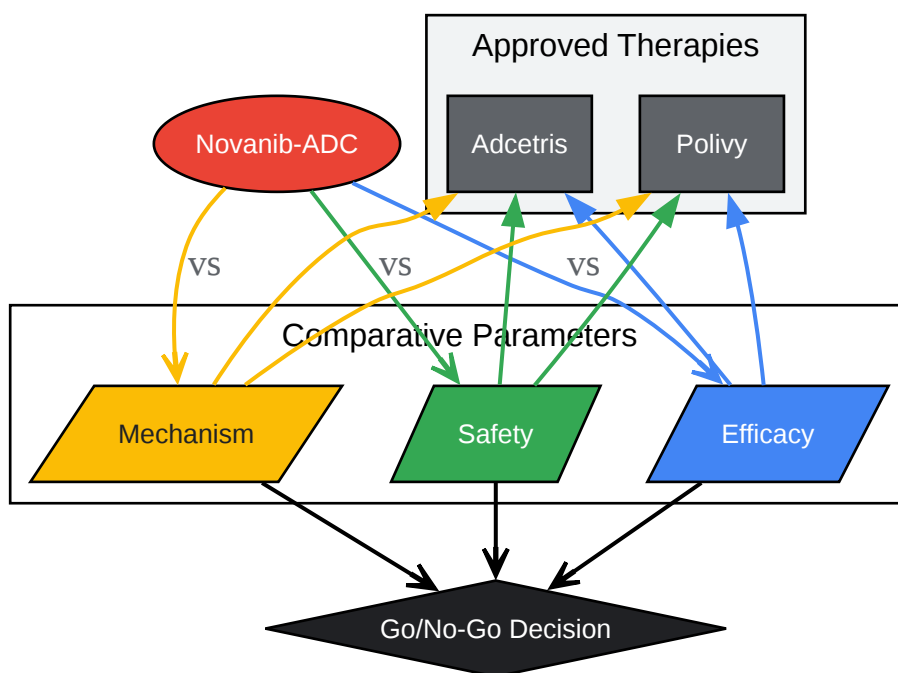 Approved Therapies
Novanib-ADC
Adcetris
Polivy
vs
vs
vs
Comparative Parameters
Mechanism
Safety
Efficacy
Go/No-Go Decision